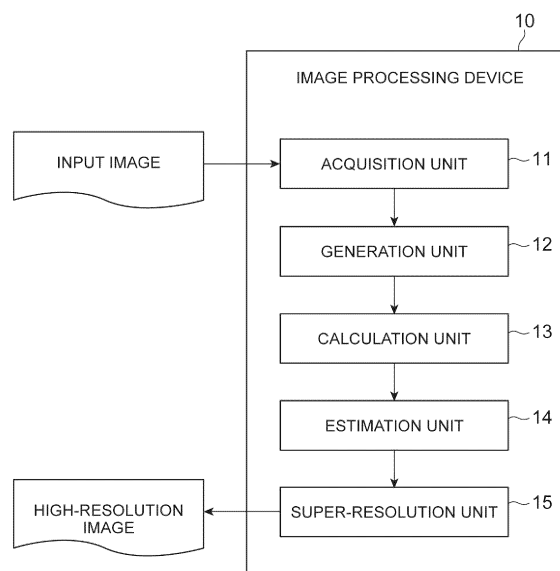 10
IMAGE PROCESSING DEVICE
INPUT IMAGE
ACQUISITION UNIT
11
GENERATION UNIT
12
CALCULATION UNIT
13
ESTIMATION UNIT
14
HIGH-RESOLUTION
IMAGE
SUPER-RESOLUTION UNIT
15